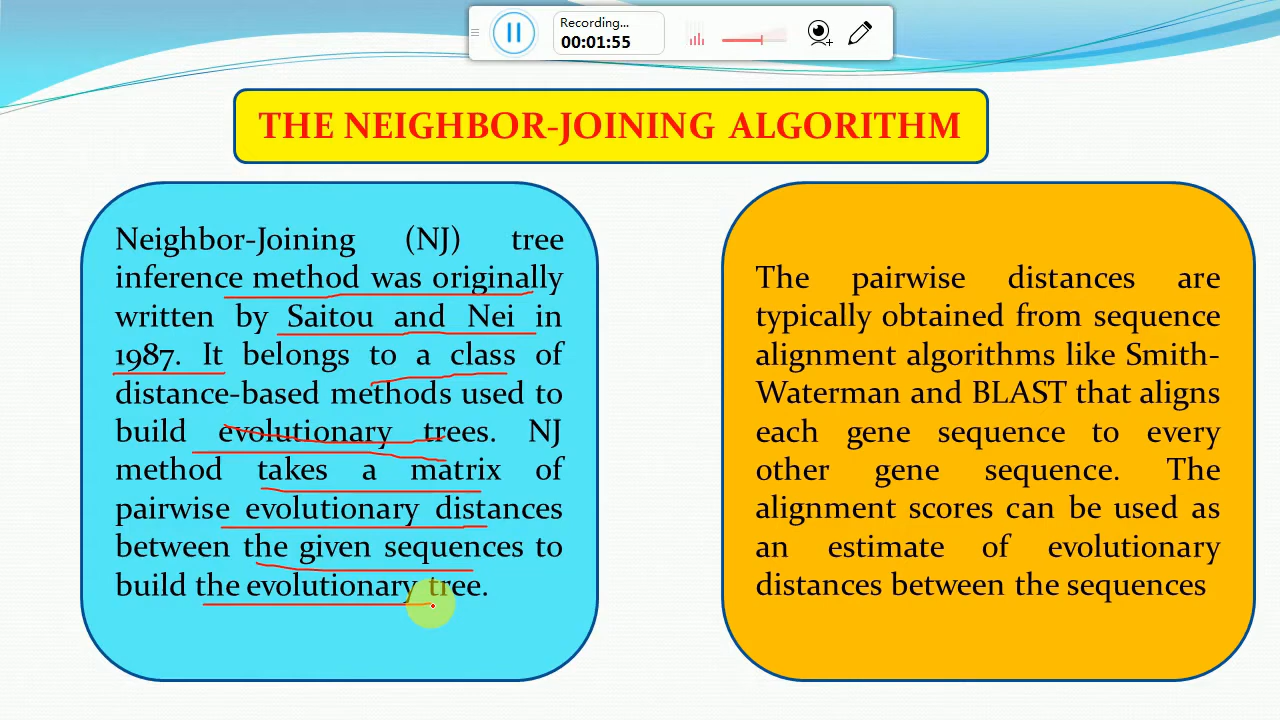 Recording...
00:01:55
THE NEIGHBOR-JOINING ALGORITHM
Neighbor-Joining (NJ) tree
inference method was originally
written by Saitou and Nei in
1987. It belongs to a class of
distance-based methods used to
build evolutionary trees. NJ
method takes a matrix of
pairwise evolutionary distances
between the given sequences to
build the evolutionary tree.
The pairwise distances are
typically obtained from sequence
alignment algorithms like Smith-
Waterman and BLAST that aligns
each gene sequence to every
other gene sequence. The
alignment scores can be used as
an estimate of evolutionary
distances between the sequences